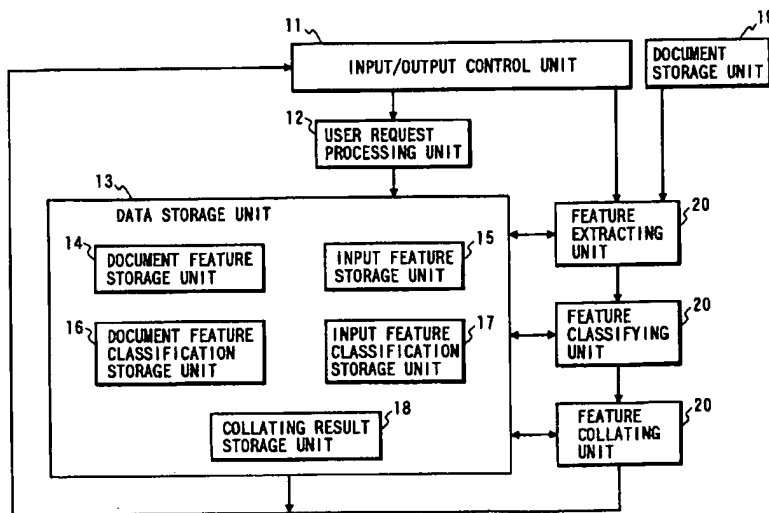 11
INPUT/OUTPUT CONTROL UNIT
19
DOCUMENT
STORAGE UNIT
12
USER REQUEST
PROCESSING UNIT
13
DATA STORAGE UNIT
14
DOCUMENT FEATURE
STORAGE UNIT
15
INPUT FEATURE
STORAGE UNIT
20
FEATURE
EXTRACTING
UNIT
16
DOCUMENT FEATURE
CLASSIFICATION
STORAGE UNIT
17
INPUT FEATURE
CLASSIFICATION
STORAGE UNIT
20
FEATURE
CLASSIFYING
UNIT
18
COLLATING RESULT
STORAGE UNIT
20
FEATURE
COLLATING
UNIT